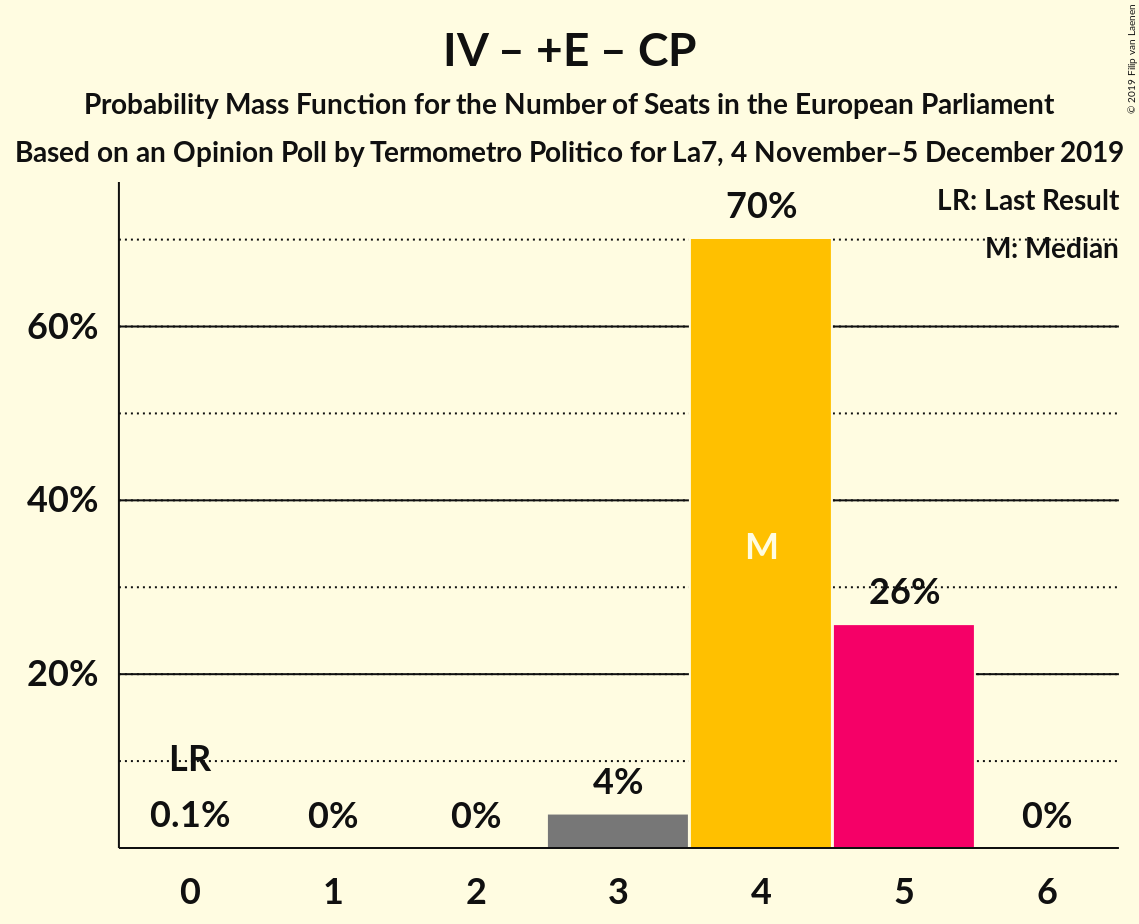 IV – +E – CP
Probability Mass Function for the Number of Seats in the European Parliament
Based on an Opinion Poll by Termometro Politico for La7, 4 November–5 December 2019
© 2019 Filip van Laenen
LR: Last Result
M: Median
70%
60%
40%
M
26%
20%
LR
4%
0.1%
0%
0%
0%
0 1 2 3 4 5 6